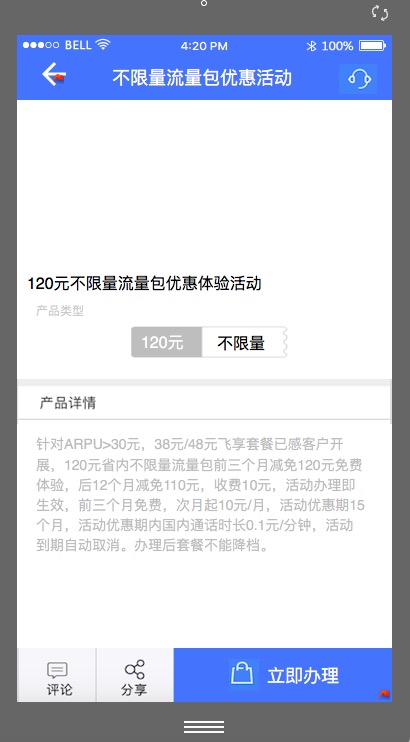 BELL 4:20 PM 100%
不限量流量包优惠活动
120元不限量流量包优惠体验活动
产品类型
120元 不限量
产品详情
针对ARPU>30元，38元/48元飞享套餐已感客户开
展，120元省内不限量流量包前三个月减免120元免费
体验，后12个月减免110元，收费10元，活动办理即
生效，前三个月免费，次月起10元/月，活动优惠期15
个月，活动优惠期内国内通话时长0.1元/分钟，活动
到期自动取消。办理后套餐不能降档。
评论 分享 立即办理